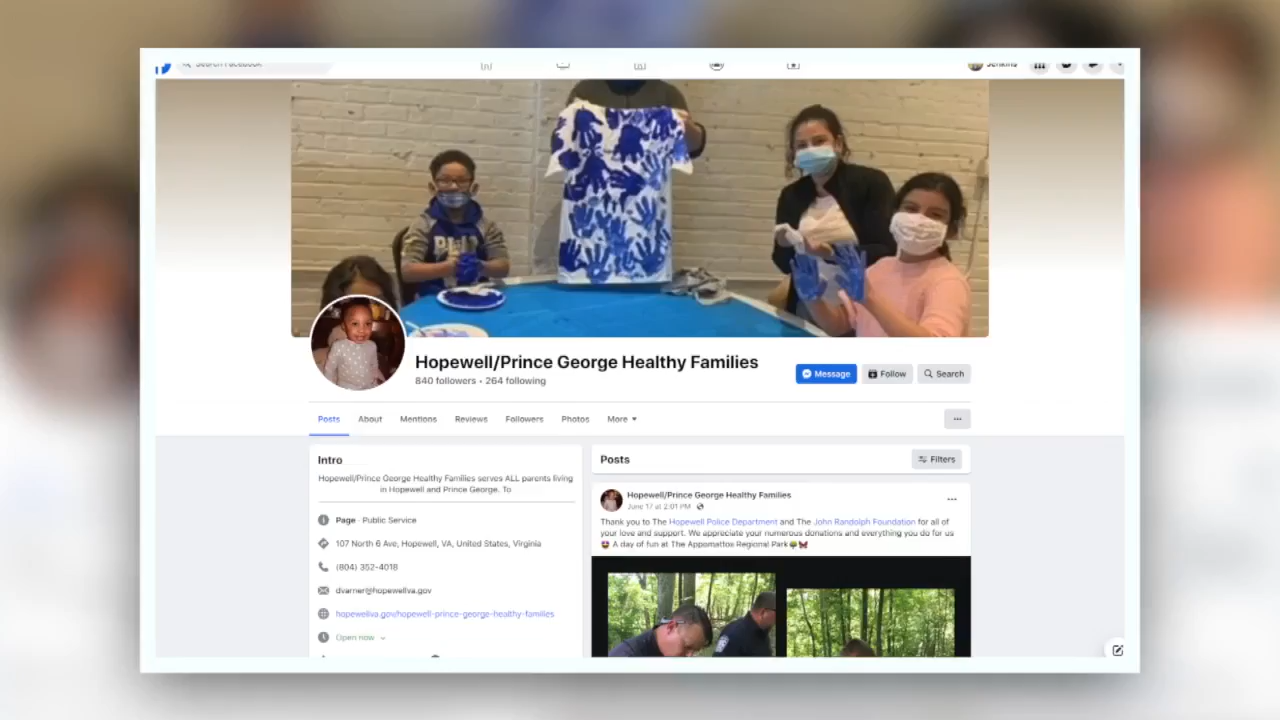 Search Facebook
Jenkins
Hopewell/Prince George Healthy Families
840 followers • 264 following
Message
Follow
Search
Posts
About
Mentions
Reviews
Followers
Photos
More
Intro
Hopewell/Prince George Healthy Families serves ALL parents living
in Hopewell and Prince George. To
Page · Public Service
107 North 6 Ave, Hopewell, VA, United States, Virginia
(804) 352-4018
dvarner@hopewellva.gov
hopewellva.gov/hopewell-prince-george-healthy-families
Open now
Posts
Filters
Hopewell/Prince George Healthy Families
June 17 at 2:01 PM
Thank you to The Hopewell Police Department and The John Randolph Foundation for all of
your love and support. We appreciate your numerous donations and everything you do for us
A day of fun at The Appomattox Regional Park